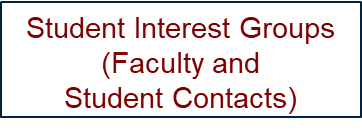 Student Interest Groups
(Faculty and
Student Contacts)